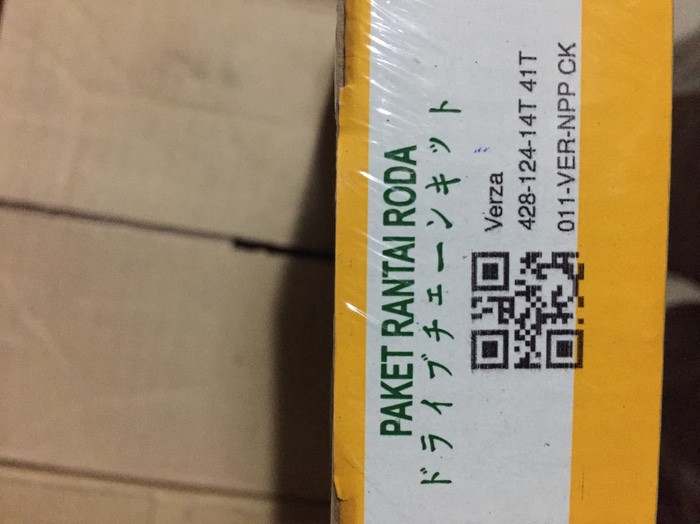 PAKET RANTAI RODA
ドライブチェーンキット
Verza
428-124-14T 41T
011-VER-NPP CK